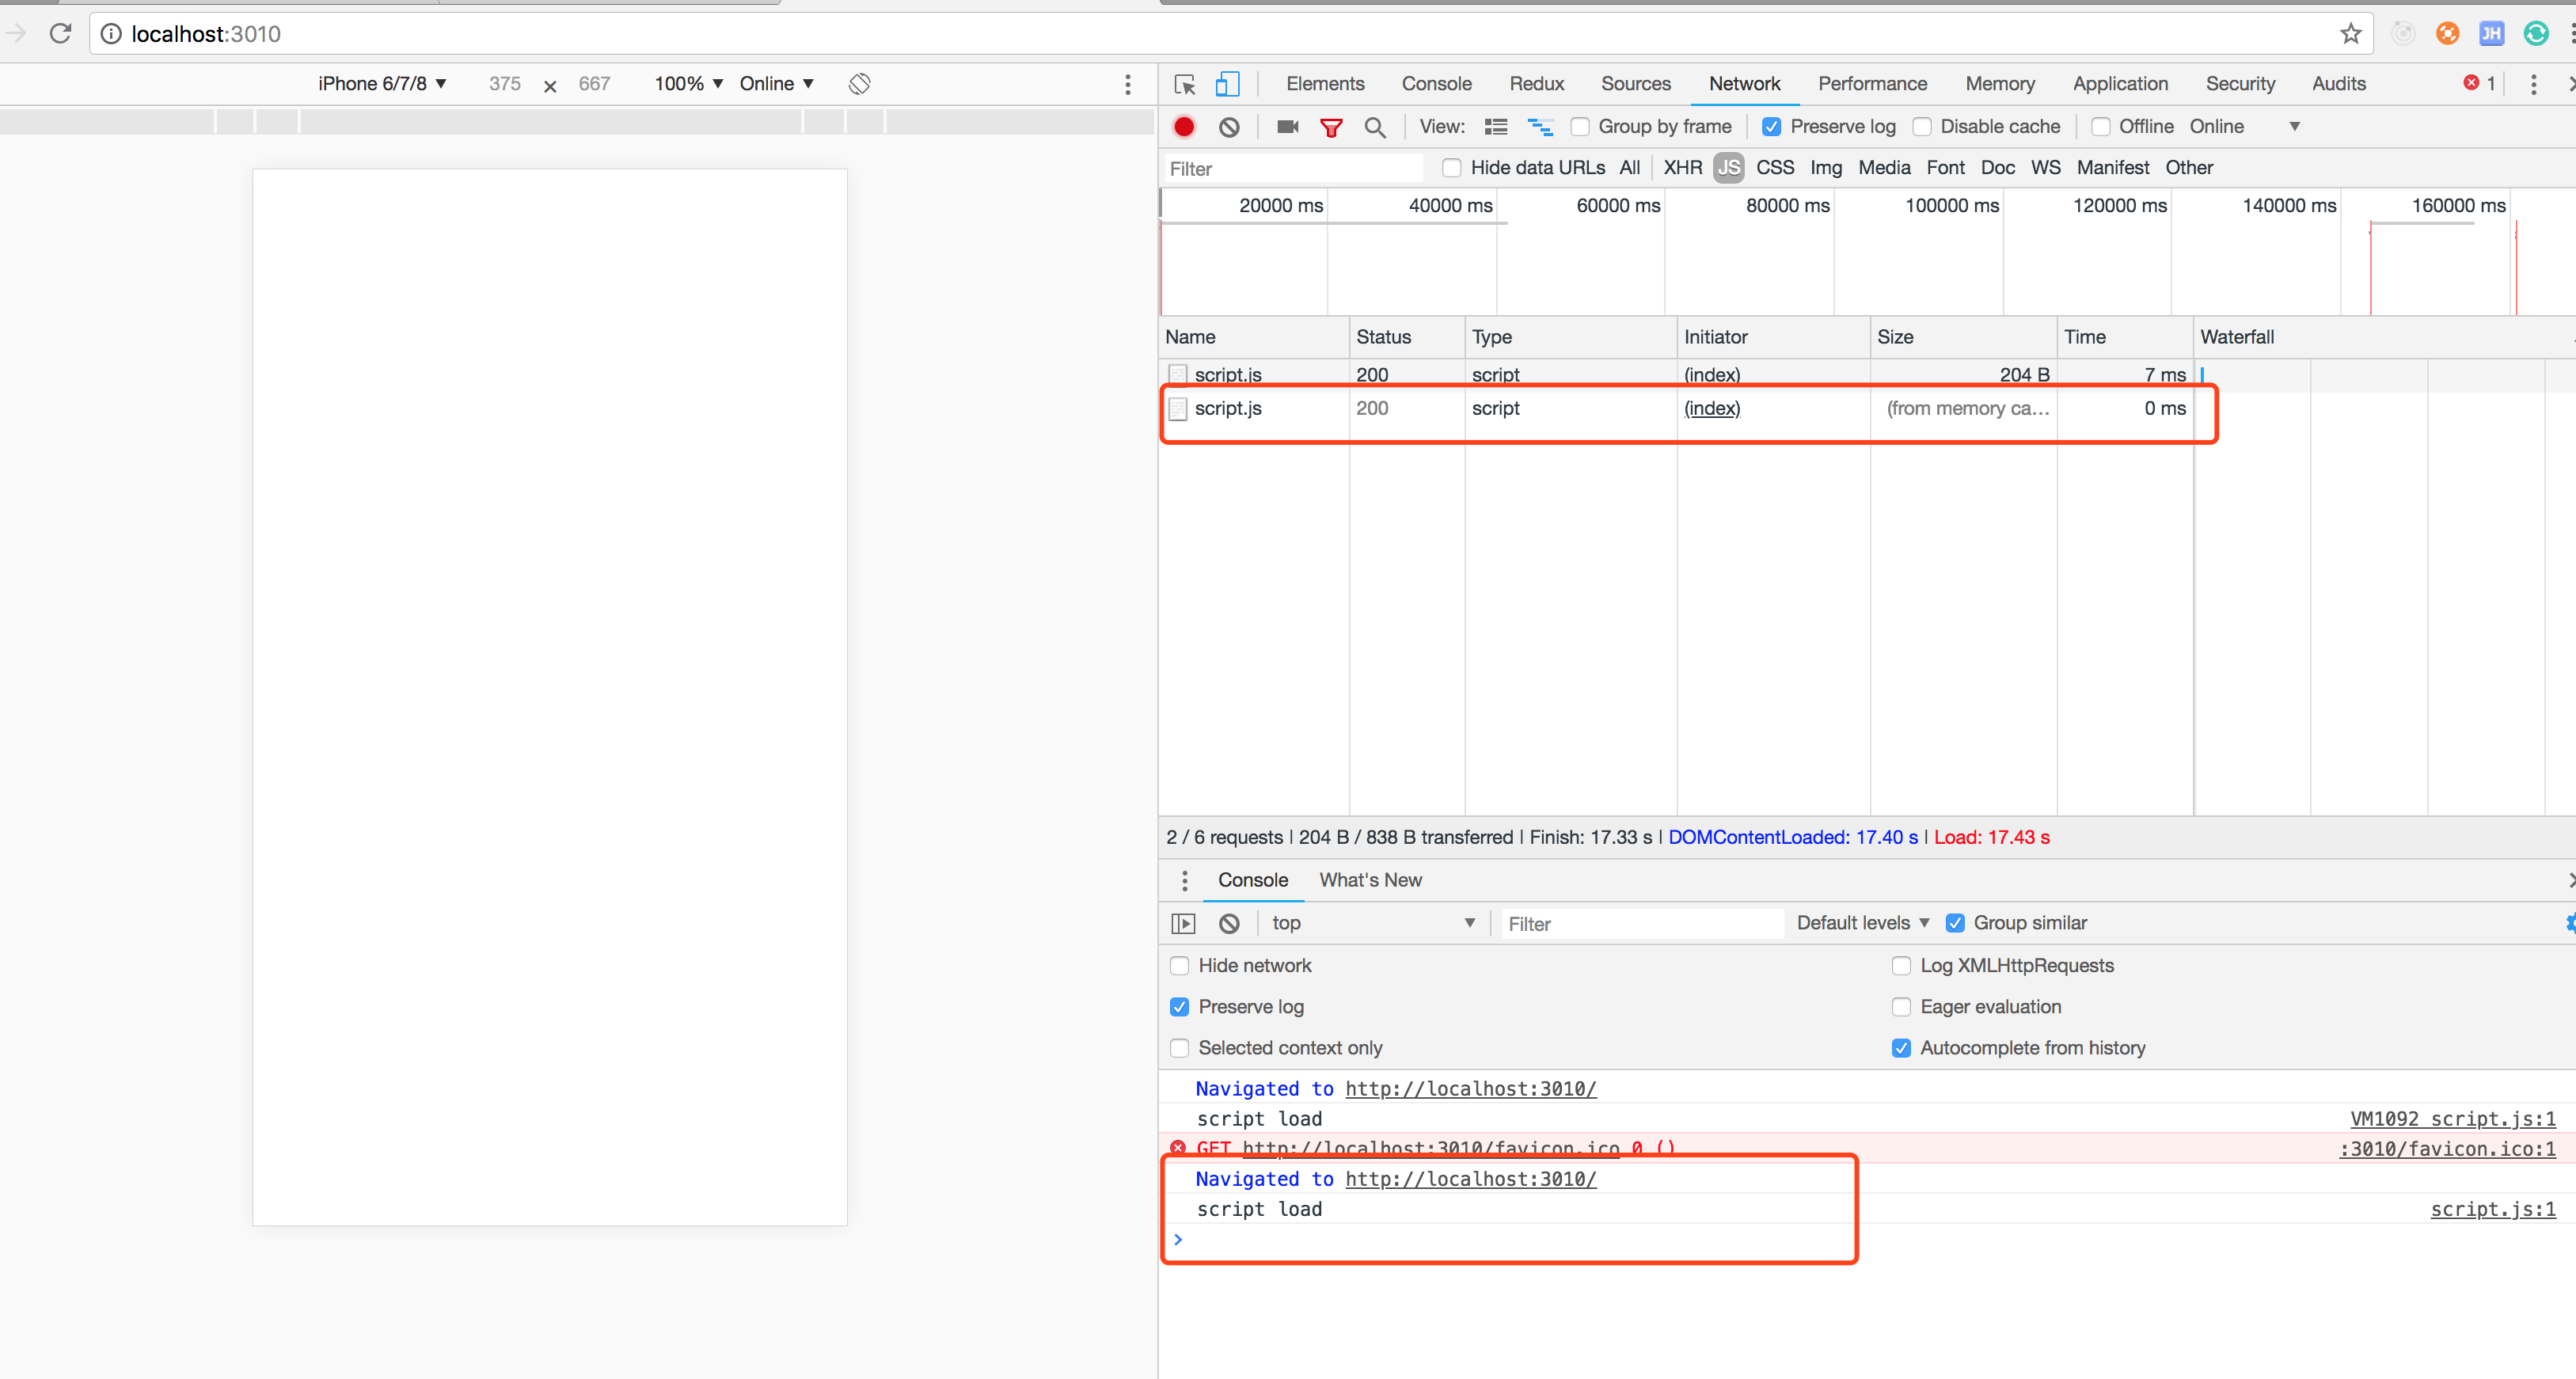 localhost:3010
iPhone 6/7/8 ▼ 375 × 667 100% ▼ Online ▼
Elements Console Redux Sources Network Performance Memory Application Security Audits 1
View: Group by frame Preserve log Disable cache Offline Online ▼
Filter Hide data URLs All XHR JS CSS Img Media Font Doc WS Manifest Other
20000 ms 40000 ms 60000 ms 80000 ms 100000 ms 120000 ms 140000 ms 160000 ms
Name Status Type Initiator Size Time Waterfall
script.js 200 script (index) 204 B 7 ms
script.js 200 script (index) (from memory ca... 0 ms
2 / 6 requests | 204 B / 838 B transferred | Finish: 17.33 s | DOMContentLoaded: 17.40 s | Load: 17.43 s
Console What's New
top ▼ Filter Default levels ▼ Group similar
Hide network Log XMLHttpRequests
Preserve log Eager evaluation
Selected context only Autocomplete from history
Navigated to http://localhost:3010/
script load VM1092 script.js:1
GET http://localhost:3010/favicon.ico 0 () :3010/favicon.ico:1
Navigated to http://localhost:3010/
script load script.js:1
>
JH